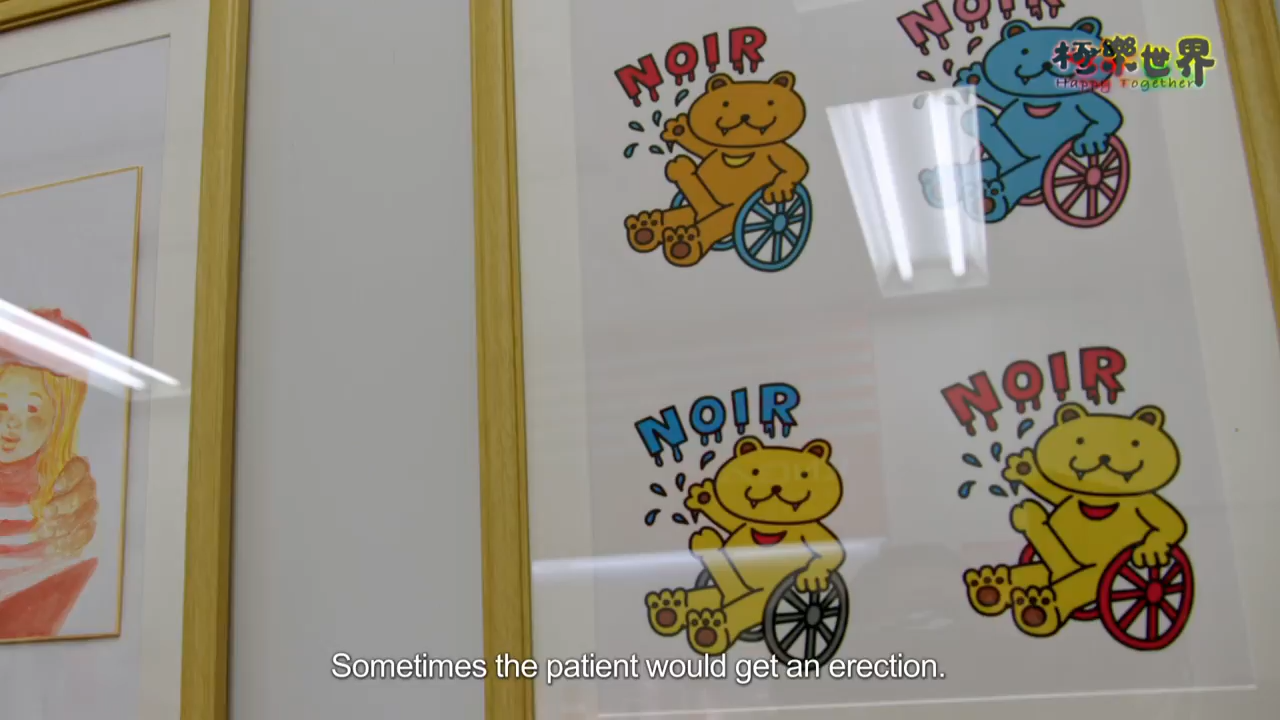 NOIR
NOIR
極樂世界
Happy Together
NOIR
NOIR
Sometimes the patient would get an erection.